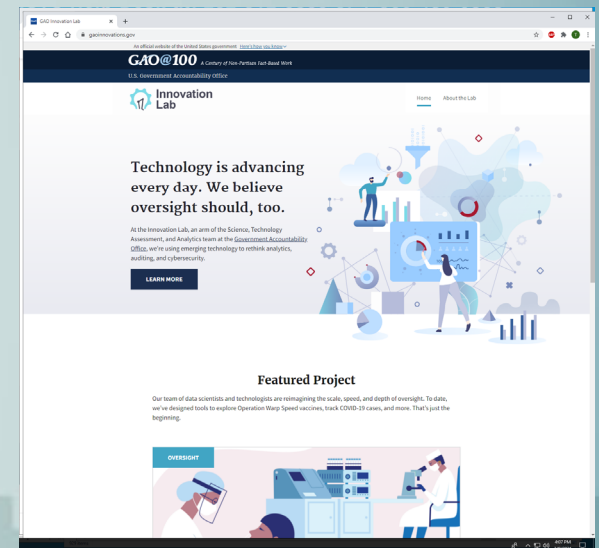 GAO Innovation Lab
gaoinnovations.gov
An official website of the United States government Here's how you know
GAO@100 A Century of Non-Partisan Fact-Based Work
U.S. Government Accountability Office
Innovation
Lab
Home About the Lab
Technology is advancing
every day. We believe
oversight should, too.
At the Innovation Lab, an arm of the Science, Technology
Assessment, and Analytics team at the Government Accountability
Office, we're using emerging technology to rethink analytics,
auditing, and cybersecurity.
LEARN MORE
Featured Project
Our team of data scientists and technologists are reimagining the scale, speed, and depth of oversight. To date,
we've designed tools to explore Operation Warp Speed vaccines, track COVID-19 cases, and more. That's just the
beginning.
OVERSIGHT
4:07 PM